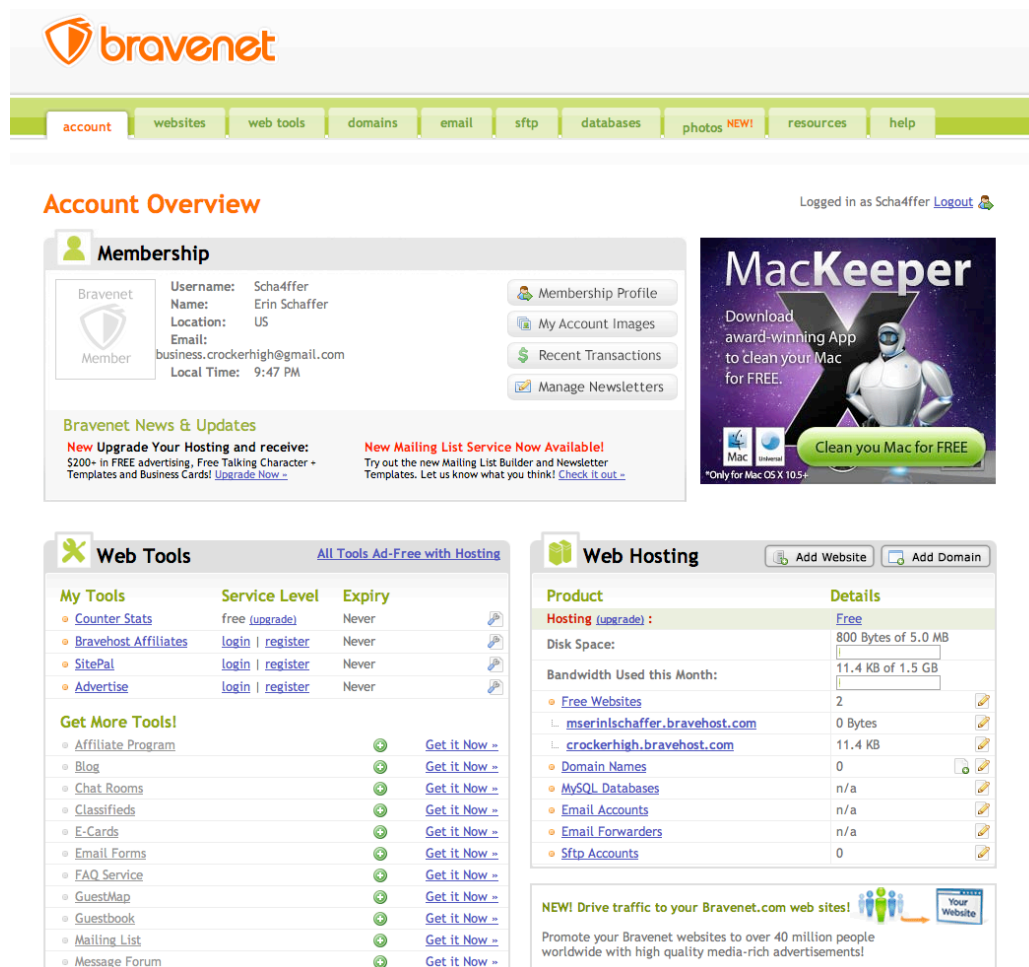 bravenet
account websites web tools domains email sftp databases photos NEW! resources help
Account Overview
Logged in as Scha4ffer Logout
Membership
Bravenet
Member
Username: Scha4ffer
Name: Erin Schaffer
Location: US
Email:
business.crockerhigh@gmail.com
Local Time: 9:47 PM
Membership Profile
My Account Images
Recent Transactions
Manage Newsletters
Bravenet News & Updates
New Upgrade Your Hosting and receive:
$200+ in FREE advertising, Free Talking Character +
Templates and Business Cards! Upgrade Now »
New Mailing List Service Now Available!
Try out the new Mailing List Builder and Newsletter
Templates. Let us know what you think! Check it out »
MacKeeper
Download
award-winning App
to clean your Mac
for FREE.
X
Mac Universal
Clean you Mac for FREE
*Only for Mac OS X 10.5+
Web Tools
All Tools Ad-Free with Hosting
My Tools Service Level Expiry
Counter Stats free (upgrade) Never
Bravehost Affiliates login | register Never
SitePal login | register Never
Advertise login | register Never
Get More Tools!
Affiliate Program Get it Now »
Blog Get it Now »
Chat Rooms Get it Now »
Classifieds Get it Now »
E-Cards Get it Now »
Email Forms Get it Now »
FAQ Service Get it Now »
GuestMap Get it Now »
Guestbook Get it Now »
Mailing List Get it Now »
Message Forum Get it Now »
Web Hosting
Add Website
Add Domain
Product Details
Hosting (upgrade) : Free
Disk Space: 800 Bytes of 5.0 MB
Bandwidth Used this Month: 11.4 KB of 1.5 GB
Free Websites 2
mserinlschaffer.bravehost.com 0 Bytes
crockerhigh.bravehost.com 11.4 KB
Domain Names 0
MySQL Databases n/a
Email Accounts n/a
Email Forwarders n/a
Sftp Accounts 0
NEW! Drive traffic to your Bravenet.com web sites!
Your
Website
Promote your Bravenet websites to over 40 million people
worldwide with high quality media-rich advertisements!